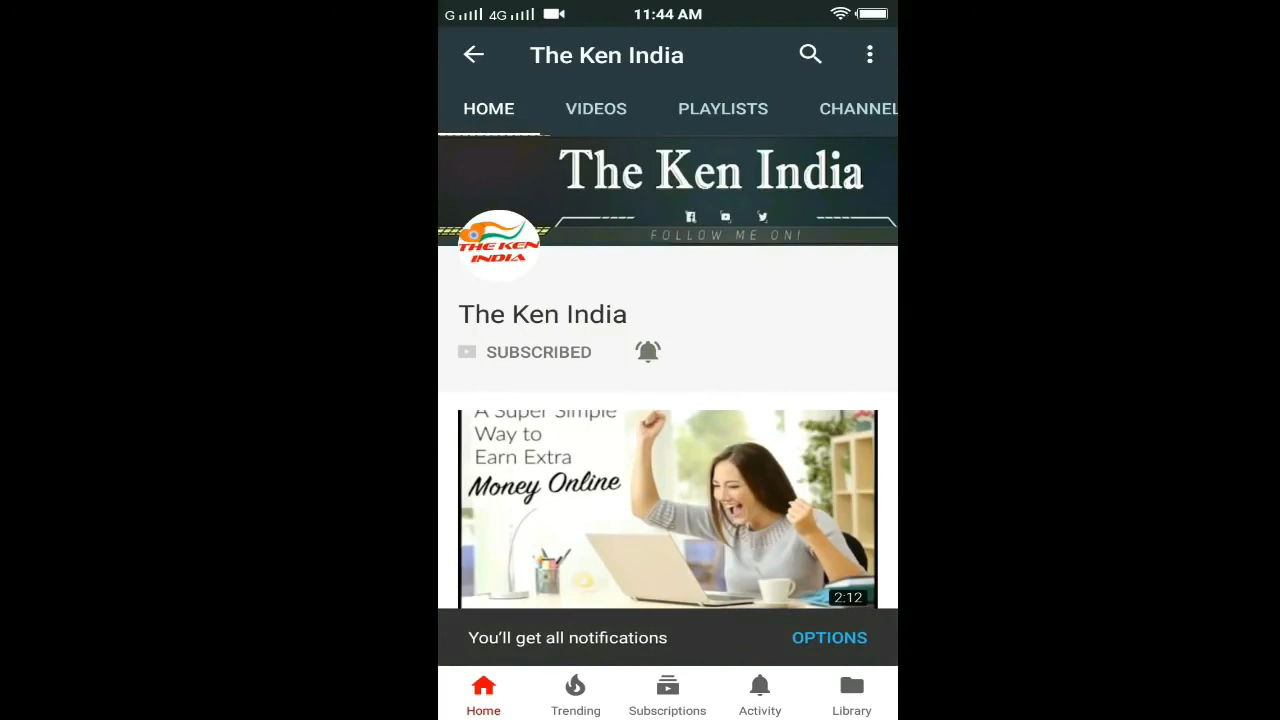 G 4G 11:44 AM
The Ken India
HOME VIDEOS PLAYLISTS CHANNEL
The Ken India
FOLLOW ME ON!
THE KEN
INDIA
The Ken India
SUBSCRIBED
A Super Simple
Way to
Earn Extra
Money Online
2:12
You'll get all notifications OPTIONS
Home Trending Subscriptions Activity Library